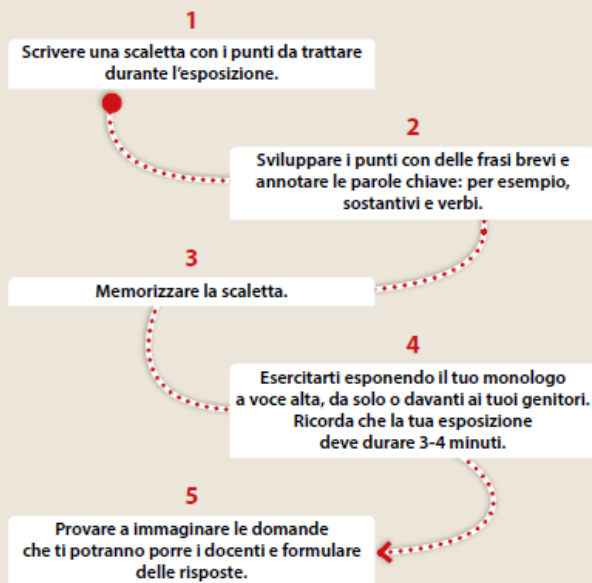 1
Scrivere una scaletta con i punti da trattare
durante l'esposizione.
2
Sviluppare i punti con delle frasi brevi e
annotare le parole chiave: per esempio,
sostantivi e verbi.
3
Memorizzare la scaletta.
4
Esercitarti esponendo il tuo monologo
a voce alta, da solo o davanti ai tuoi genitori.
Ricorda che la tua esposizione
deve durare 3-4 minuti.
5
Provare a immaginare le domande
che ti potranno porre i docenti e formulare
delle risposte.